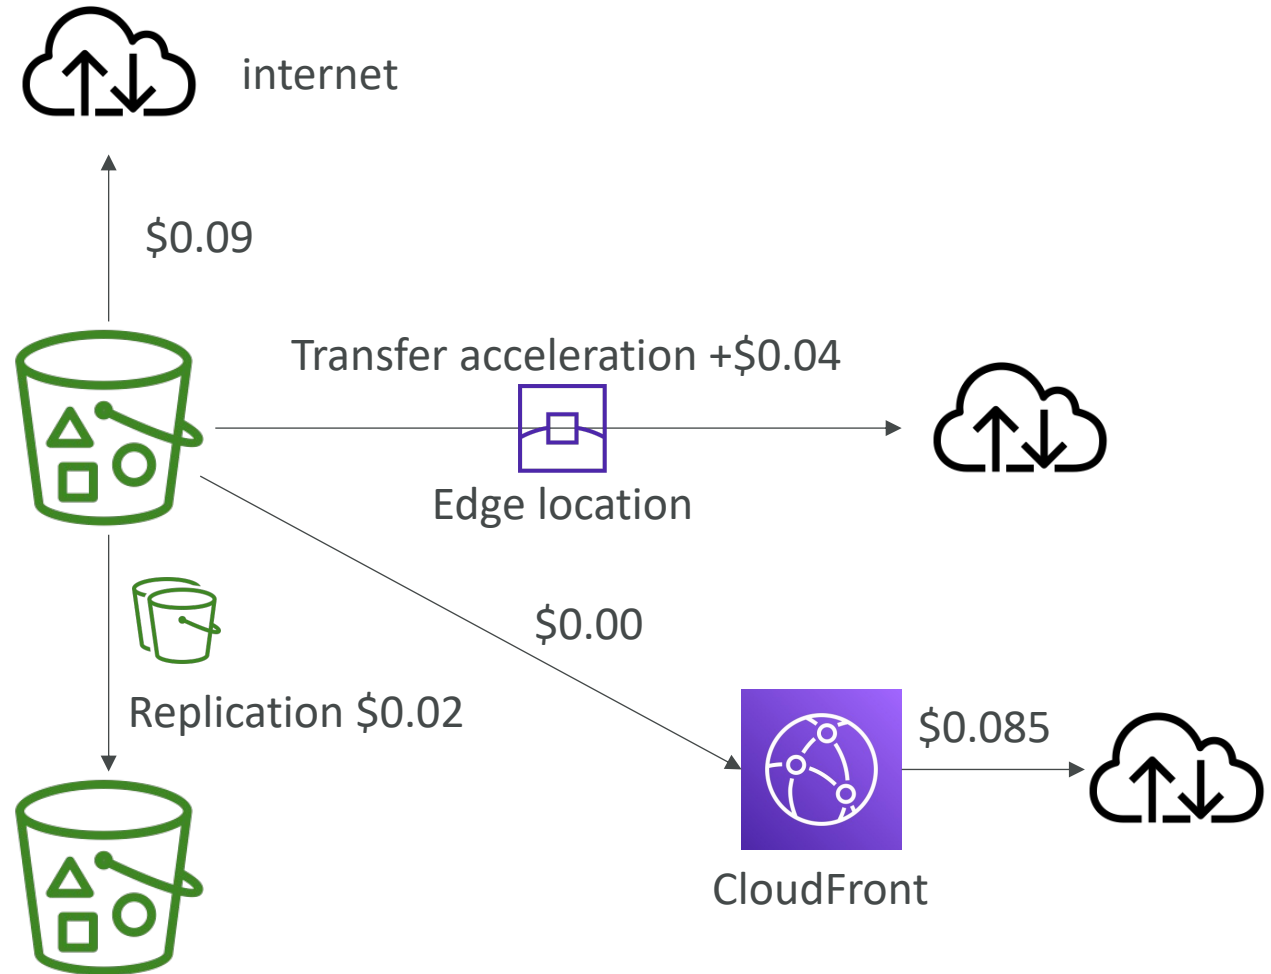 internet
$0.09
Transfer acceleration +$0.04
Edge location
$0.00
Replication $0.02
$0.085
CloudFront